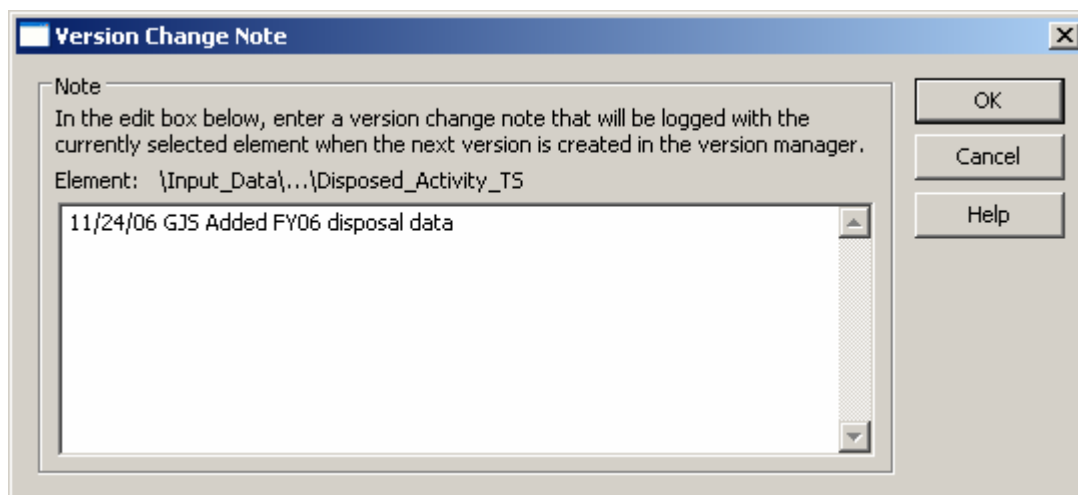 Version Change Note
Note
In the edit box below, enter a version change note that will be logged with the
currently selected element when the next version is created in the version manager.
Element: \Input_Data\...\Disposed_Activity_TS
11/24/06 GJS Added FY06 disposal data
OK
Cancel
Help